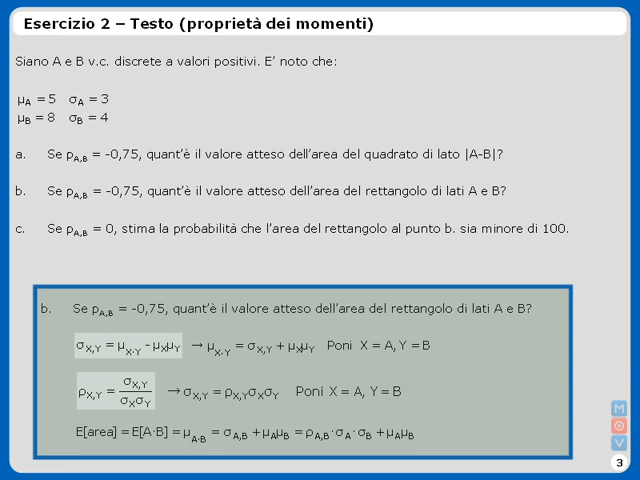 Esercizio 2 – Testo (proprietà dei momenti)
Siano A e B v.c. discrete a valori positivi. E’ noto che:
μA = 5 σA = 3
μB = 8 σB = 4
a. Se ρA,B = -0,75, quant’è il valore atteso dell’area del quadrato di lato |A-B|?
b. Se ρA,B = -0,75, quant’è il valore atteso dell’area del rettangolo di lati A e B?
c. Se ρA,B = 0, stima la probabilità che l’area del rettangolo al punto b. sia minore di 100.
b. Se ρA,B = -0,75, quant’è il valore atteso dell’area del rettangolo di lati A e B?
σX,Y = μX·Y - μXμY → μX·Y = σX,Y + μXμY Poni X = A, Y = B
ρX,Y = σX,Y / σXσY → σX,Y = ρX,YσXσY Poni X = A, Y = B
E[area] = E[A·B] = μA·B = σA,B + μAμB = ρA,B·σA·σB + μAμB
M
O
V
3